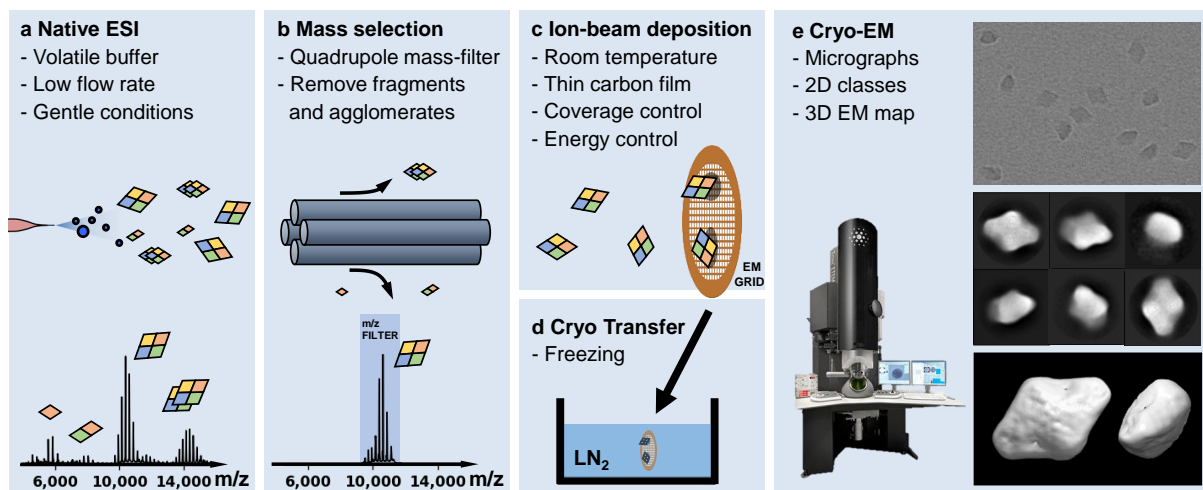 a Native ESI
- Volatile buffer
- Low flow rate
- Gentle conditions
6,000 10,000 14,000 m/z
b Mass selection
- Quadrupole mass-filter
- Remove fragments
and agglomerates
m/z
FILTER
6,000 10,000 14,000 m/z
c Ion-beam deposition
- Room temperature
- Thin carbon film
- Coverage control
- Energy control
EM
GRID
d Cryo Transfer
- Freezing
LN₂
e Cryo-EM
- Micrographs
- 2D classes
- 3D EM map